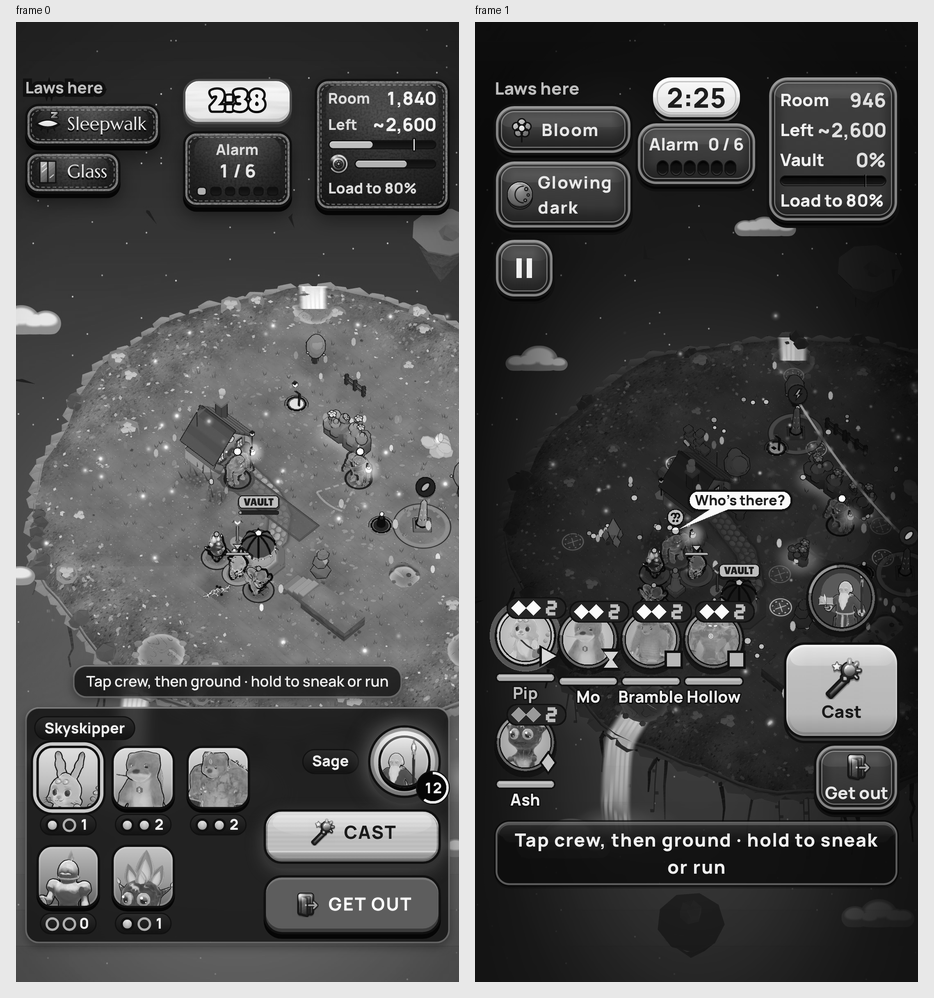 frame 0
Laws here
Sleepwalk
Glass
2:38
Alarm
1 / 6
Room 1,840
Left ~2,600
Load to 80%
VAULT
Tap crew, then ground · hold to sneak or run
Skyskipper
1
2
2
0
1
Sage
12
CAST
GET OUT
frame 1
Laws here
Bloom
Glowing
dark
2:25
Alarm 0 / 6
Room 946
Left ~2,600
Vault 0%
Load to 80%
Who's there?
??
VAULT
2
2
2
2
Pip
Mo
Bramble
Hollow
2
Ash
Cast
Get out
Tap crew, then ground · hold to sneak
or run